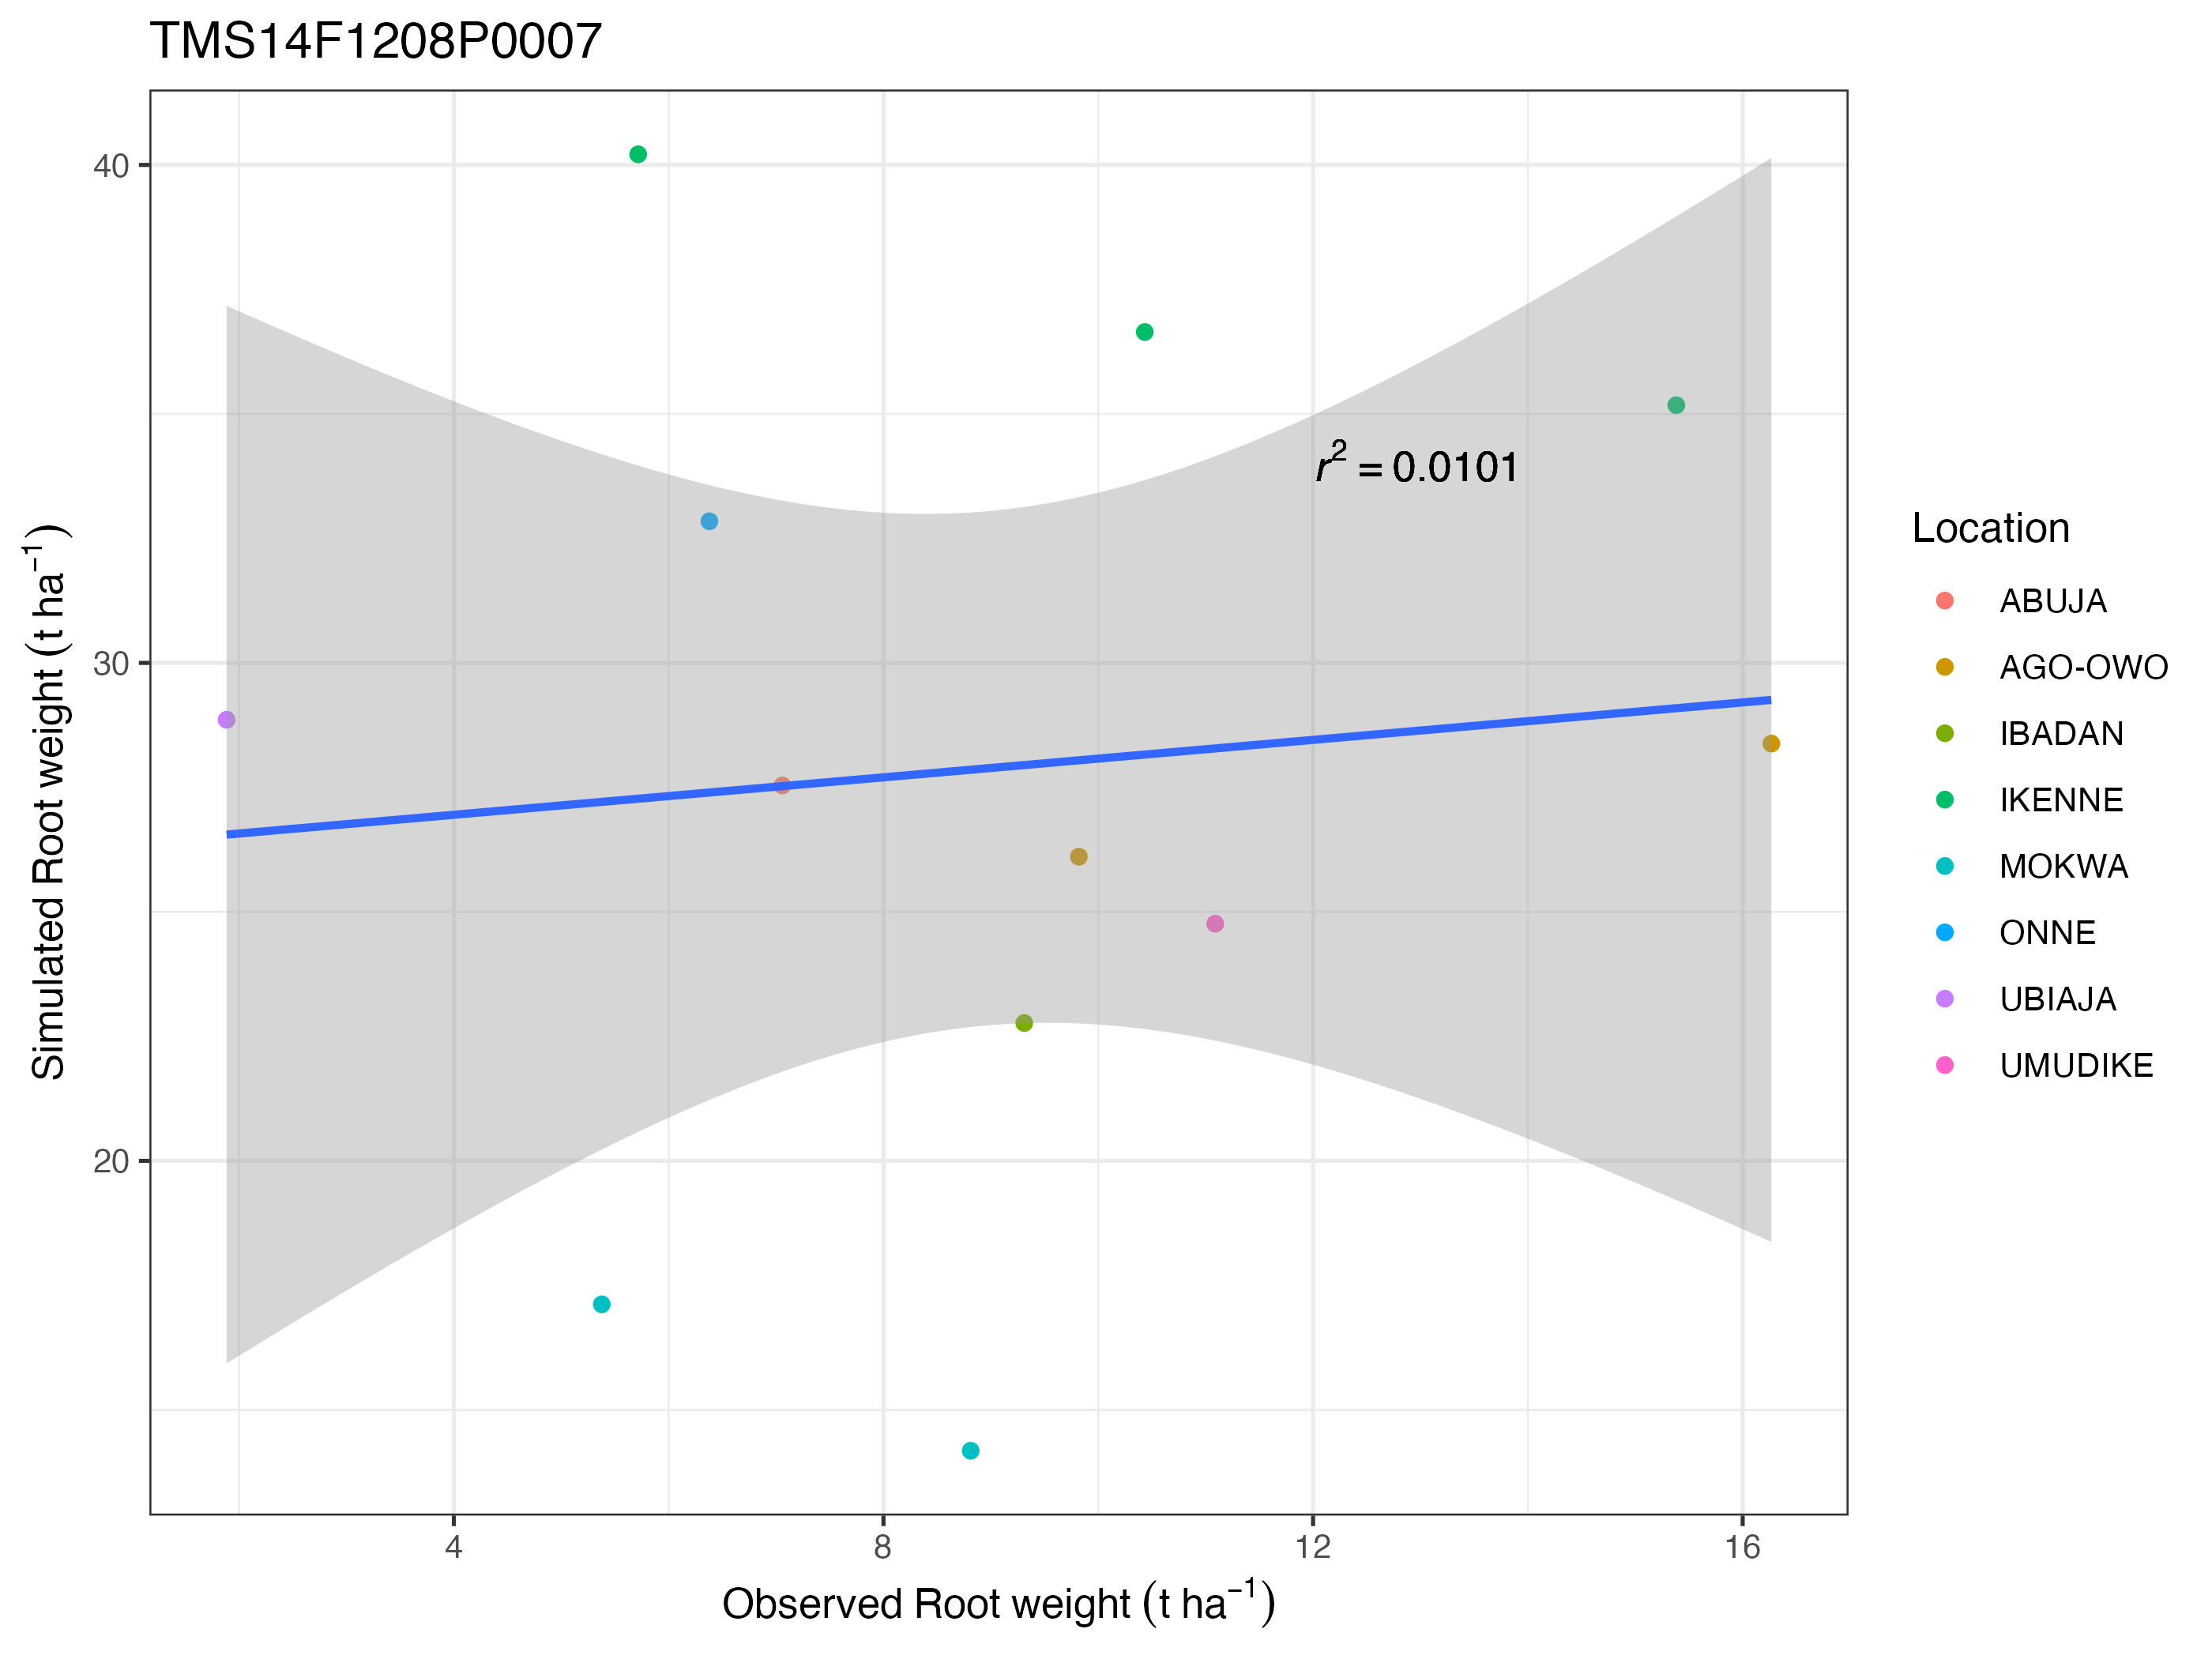 TMS14F1208P0007
40
30
20
Simulated Root weight (t ha⁻¹)
r² = 0.0101
4 8 12 16
Observed Root weight (t ha⁻¹)
Location
ABUJA
AGO-OWO
IBADAN
IKENNE
MOKWA
ONNE
UBIAJA
UMUDIKE